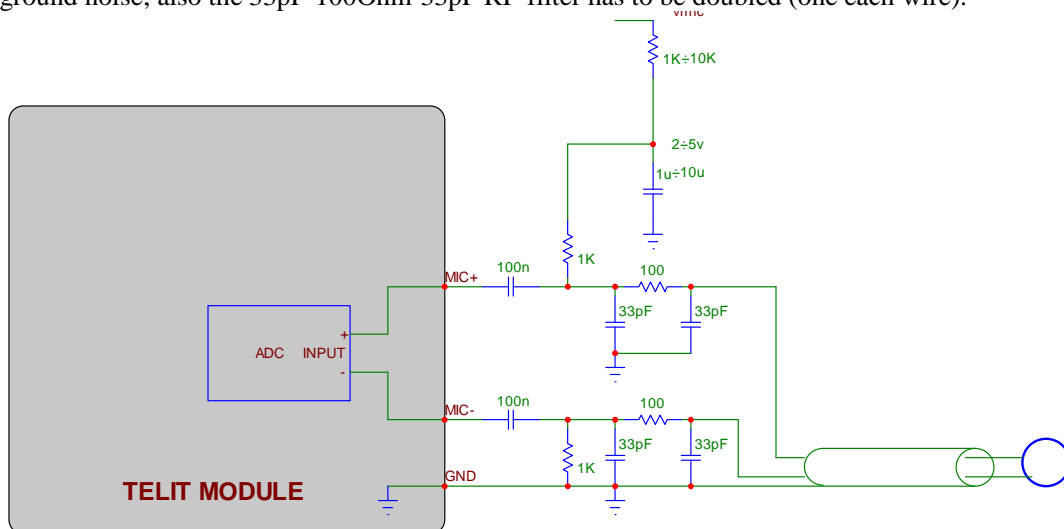 ground noise; also the 33pF-100Ohm-33pF RF-filter has to be doubled (one each wire).
1K÷10K
2÷5v
1u÷10u
1K
100n
100
MIC+
33pF
33pF
+
ADC INPUT
-
100n
100
MIC-
33pF
33pF
1K
GND
TELIT MODULE